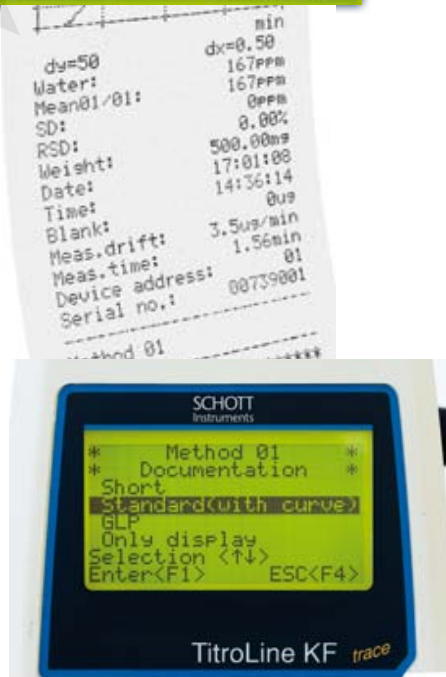 min
dy=50 dx=0.50
Water: 167ppm
Mean01/01: 167ppm
SD: 0ppm
RSD: 0.00%
Weight: 500.00mg
Date: 17:01:08
Time: 14:36:14
Blank: 0ug
Meas.drift: 3.5ug/min
Meas.time: 1.56min
Device address: 01
Serial no.: 00739001
Method 01
SCHOTT
Instruments
* Method 01 *
* Documentation *
Short
Standard(with curve)
GLP
Only display
Selection <↑↓>
Enter<F1> ESC<F4>
TitroLine KF trace